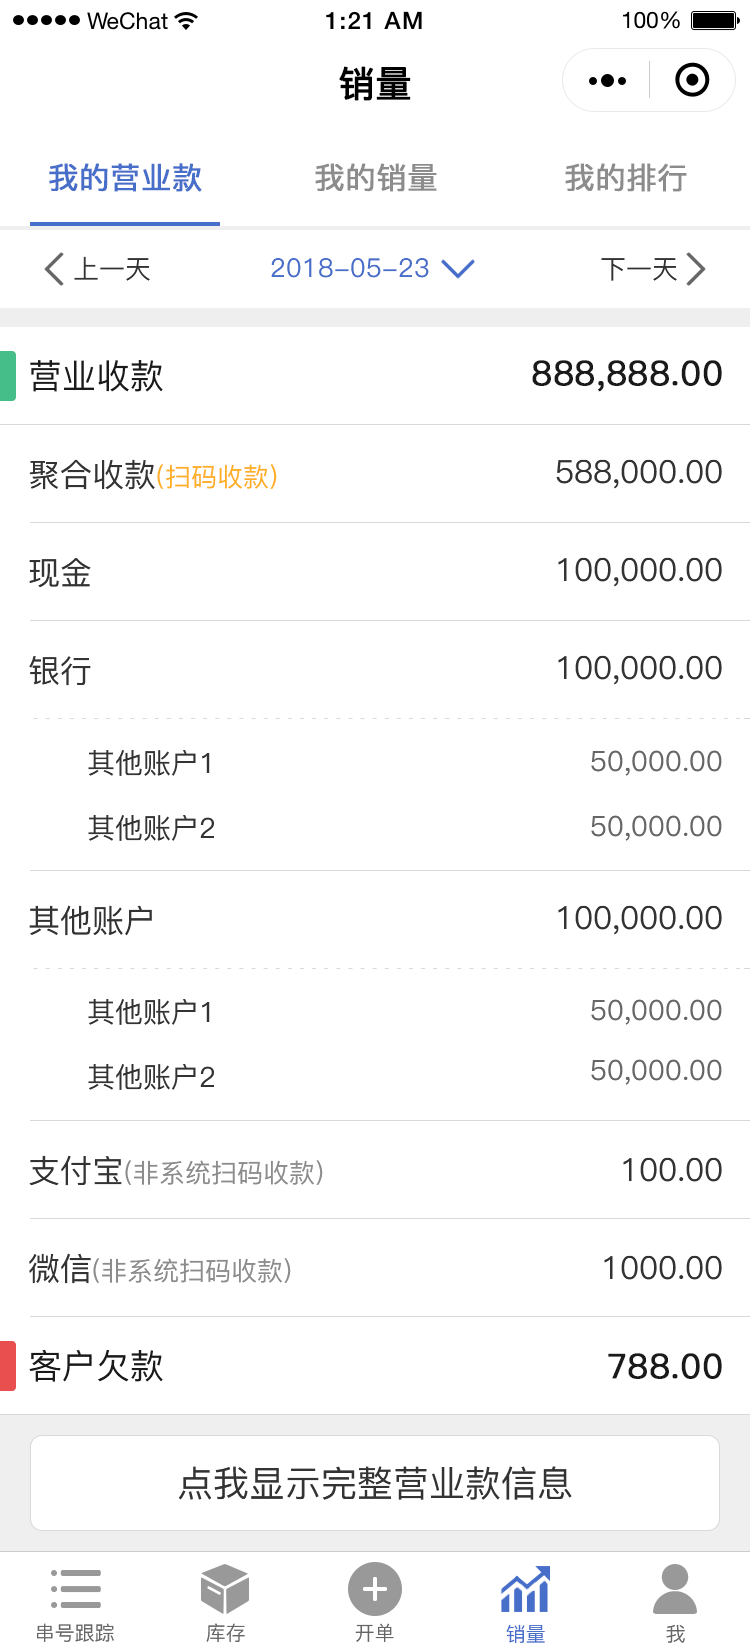 WeChat 1:21 AM 100%
销量
我的营业款 我的销量 我的排行
上一天 2018-05-23 下一天
营业收款 888,888.00
聚合收款(扫码收款) 588,000.00
现金 100,000.00
银行 100,000.00
其他账户1 50,000.00
其他账户2 50,000.00
其他账户 100,000.00
其他账户1 50,000.00
其他账户2 50,000.00
支付宝(非系统扫码收款) 100.00
微信(非系统扫码收款) 1000.00
客户欠款 788.00
点我显示完整营业款信息
串号跟踪 库存 开单 销量 我